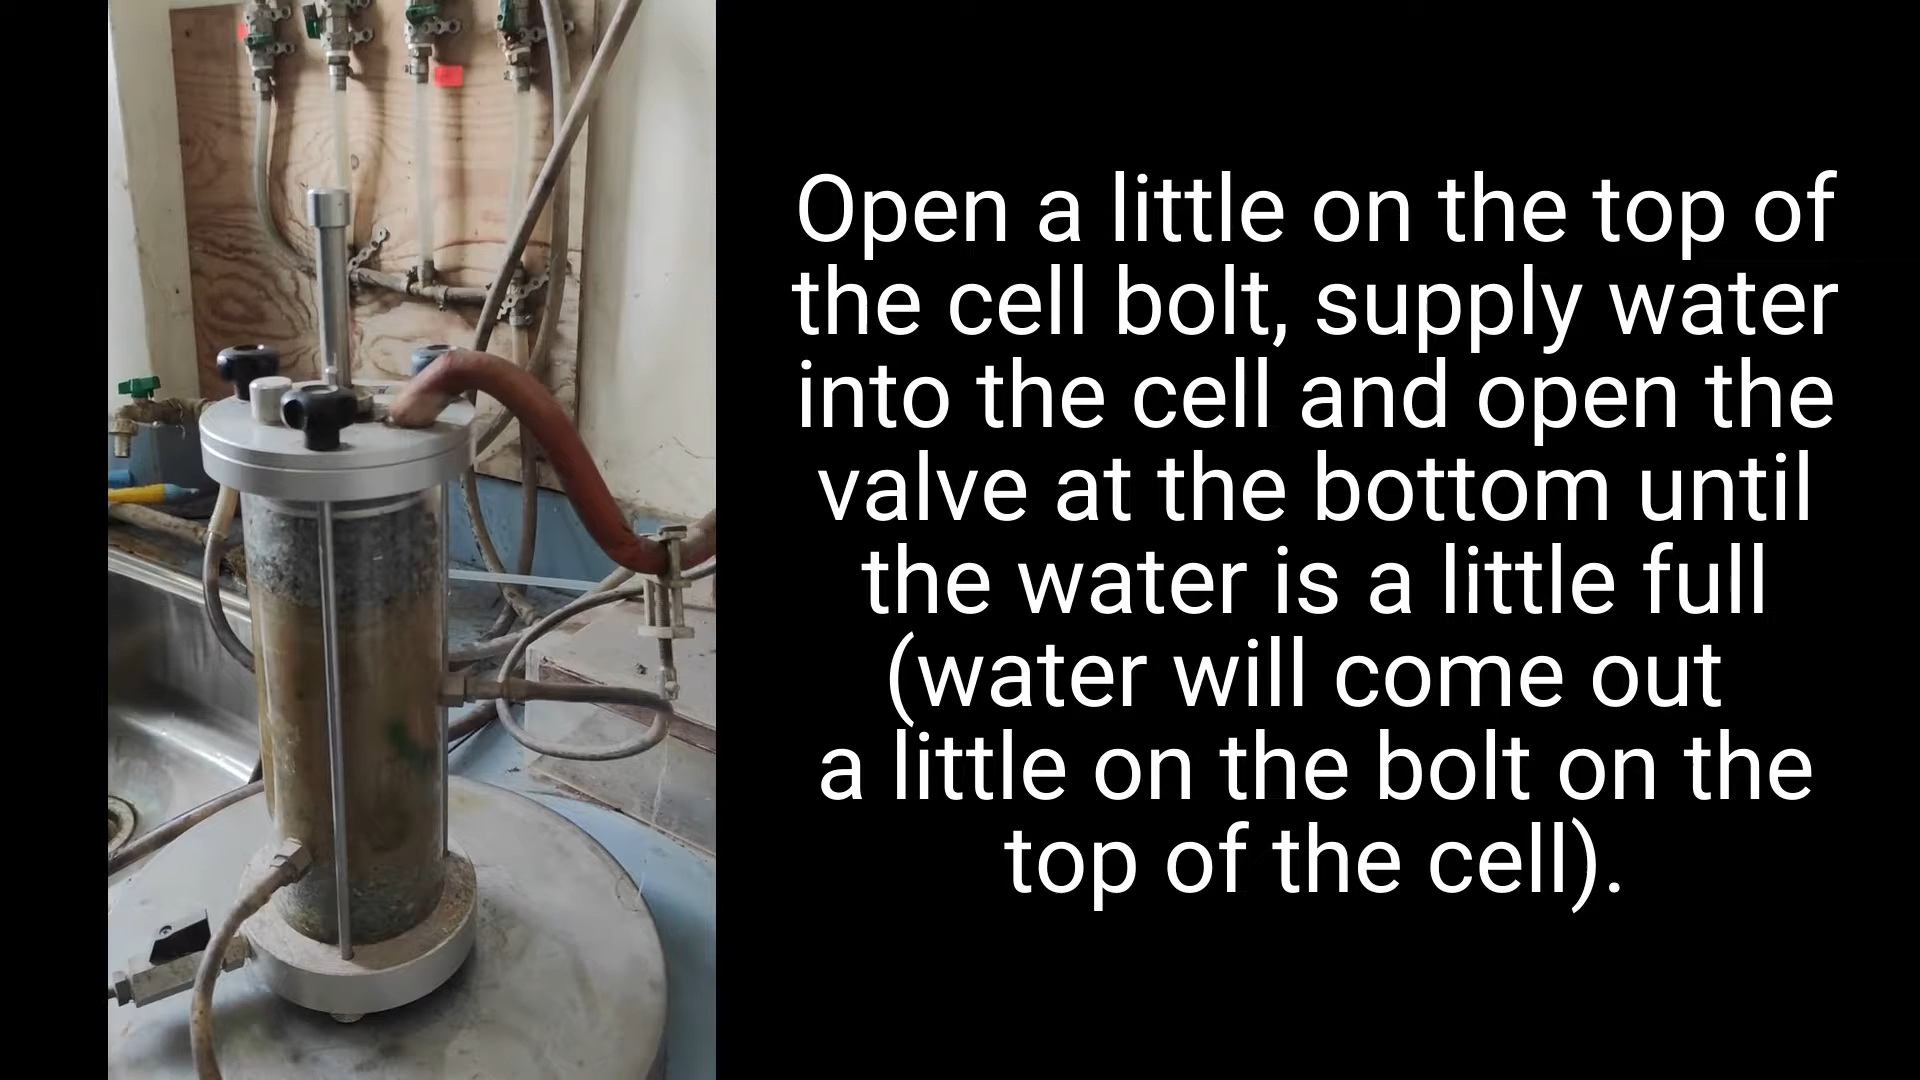 Open a little on the top of
the cell bolt, supply water
into the cell and open the
valve at the bottom until
the water is a little full
(water will come out
a little on the bolt on the
top of the cell).